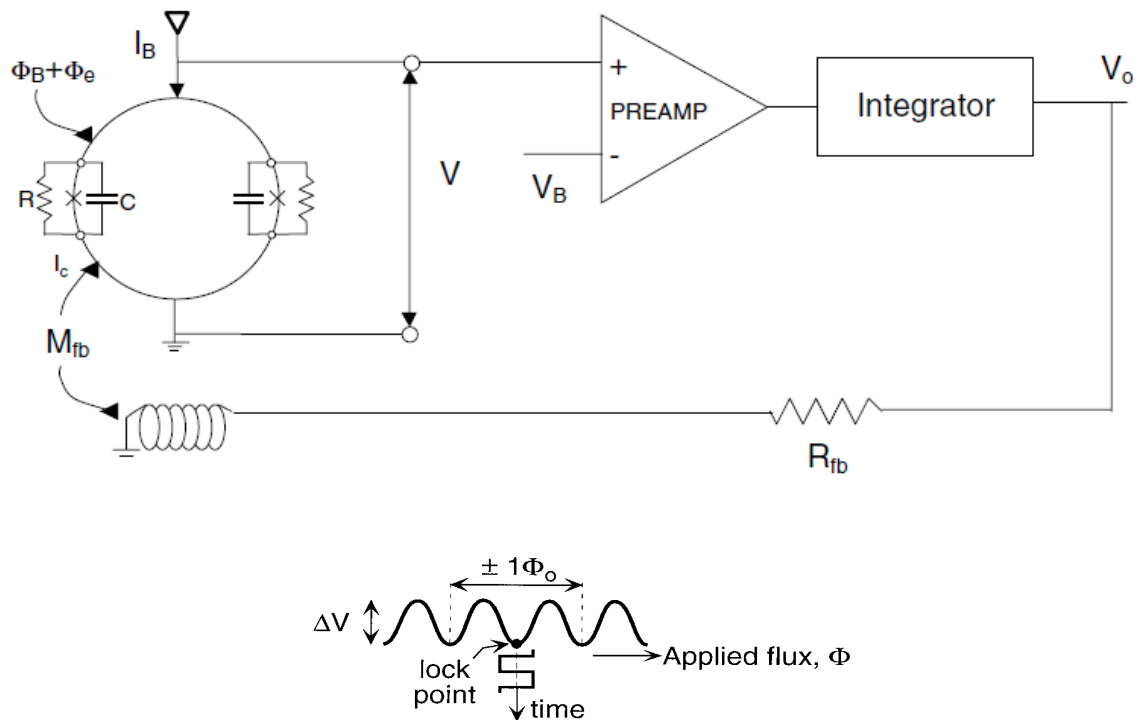 I_B
Φ_B+Φ_e
V_o
+
PREAMP
-
Integrator
V
V_B
R
C
I_c
M_fb
R_fb
± 1Φ_o
ΔV
lock
point
Applied flux, Φ
time